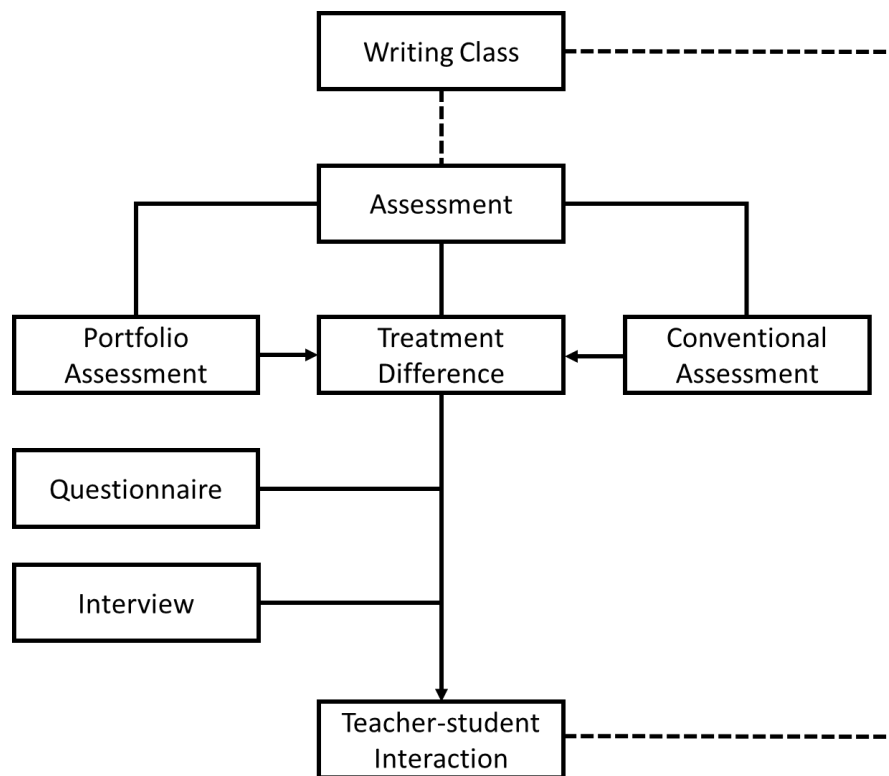 Writing Class
Assessment
Portfolio
Assessment
Treatment
Difference
Conventional
Assessment
Questionnaire
Interview
Teacher-student
Interaction